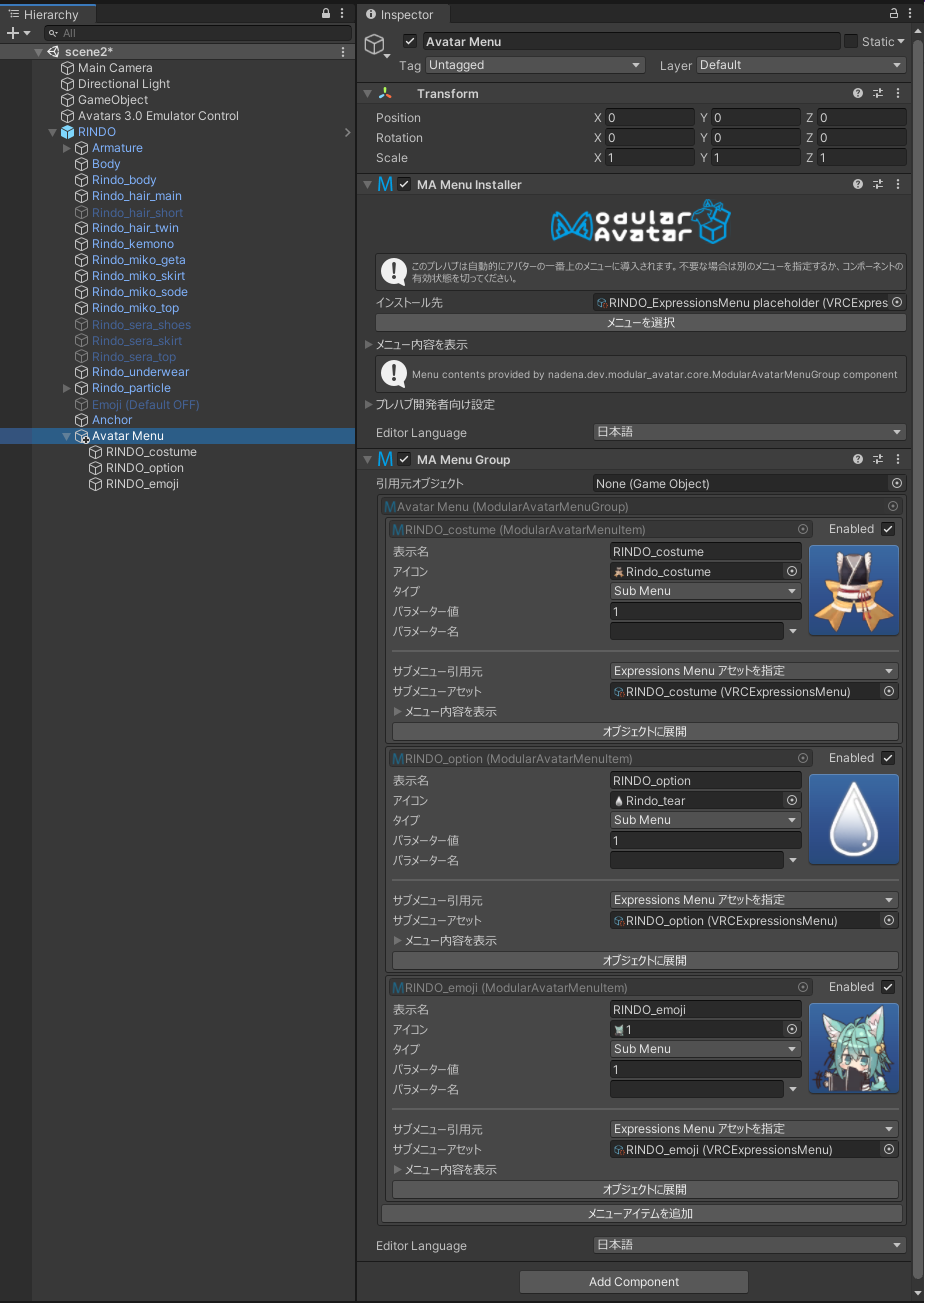 Hierarchy
All
scene2*
Main Camera
Directional Light
GameObject
Avatars 3.0 Emulator Control
RINDO
Armature
Body
Rindo_body
Rindo_hair_main
Rindo_hair_short
Rindo_hair_twin
Rindo_kemono
Rindo_miko_geta
Rindo_miko_skirt
Rindo_miko_sode
Rindo_miko_top
Rindo_sera_shoes
Rindo_sera_skirt
Rindo_sera_top
Rindo_underwear
Rindo_particle
Emoji (Default OFF)
Anchor
Avatar Menu
RINDO_costume
RINDO_option
RINDO_emoji
Inspector
Avatar Menu Static
Tag Untagged Layer Default
Transform
Position X 0 Y 0 Z 0
Rotation X 0 Y 0 Z 0
Scale X 1 Y 1 Z 1
MA Menu Installer
Modular
Avatar
このプレハブは自動的にアバターの一番上のメニューに導入されます。不要な場合は別のメニューを指定するか、コンポーネントの
有効状態を切ってください。
インストール先 RINDO_ExpressionsMenu placeholder (VRCExpres
メニューを選択
メニュー内容を表示
Menu contents provided by nadena.dev.modular_avatar.core.ModularAvatarMenuGroup component
プレハブ開発者向け設定
Editor Language 日本語
MA Menu Group
引用元オブジェクト None (Game Object)
Avatar Menu (ModularAvatarMenuGroup)
RINDO_costume (ModularAvatarMenuItem) Enabled
表示名 RINDO_costume
アイコン Rindo_costume
タイプ Sub Menu
パラメーター値 1
パラメーター名
サブメニュー引用元 Expressions Menu アセットを指定
サブメニューアセット RINDO_costume (VRCExpressionsMenu)
メニュー内容を表示
オブジェクトに展開
RINDO_option (ModularAvatarMenuItem) Enabled
表示名 RINDO_option
アイコン Rindo_tear
タイプ Sub Menu
パラメーター値 1
パラメーター名
サブメニュー引用元 Expressions Menu アセットを指定
サブメニューアセット RINDO_option (VRCExpressionsMenu)
メニュー内容を表示
オブジェクトに展開
RINDO_emoji (ModularAvatarMenuItem) Enabled
表示名 RINDO_emoji
アイコン 1
タイプ Sub Menu
パラメーター値 1
パラメーター名
サブメニュー引用元 Expressions Menu アセットを指定
サブメニューアセット RINDO_emoji (VRCExpressionsMenu)
メニュー内容を表示
オブジェクトに展開
メニューアイテムを追加
Editor Language 日本語
Add Component